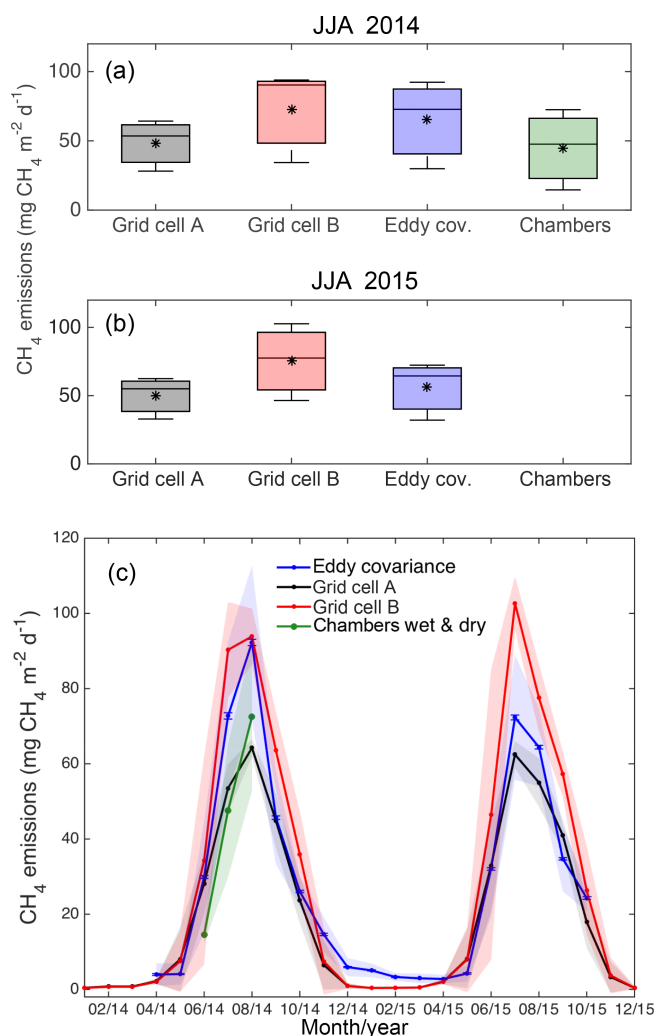 JJA 2014
CH4 emissions (mg CH4 m-2 d-1)
(a)
100
50
0
Grid cell A Grid cell B Eddy cov. Chambers
JJA 2015
(b)
100
50
0
Grid cell A Grid cell B Eddy cov. Chambers
(c)
CH4 emissions (mg CH4 m-2 d-1)
120
100
80
60
40
20
0
Eddy covariance
Grid cell A
Grid cell B
Chambers wet & dry
02/14 04/14 06/14 08/14 10/14 12/14 02/15 04/15 06/15 08/15 10/15 12/15
Month/year